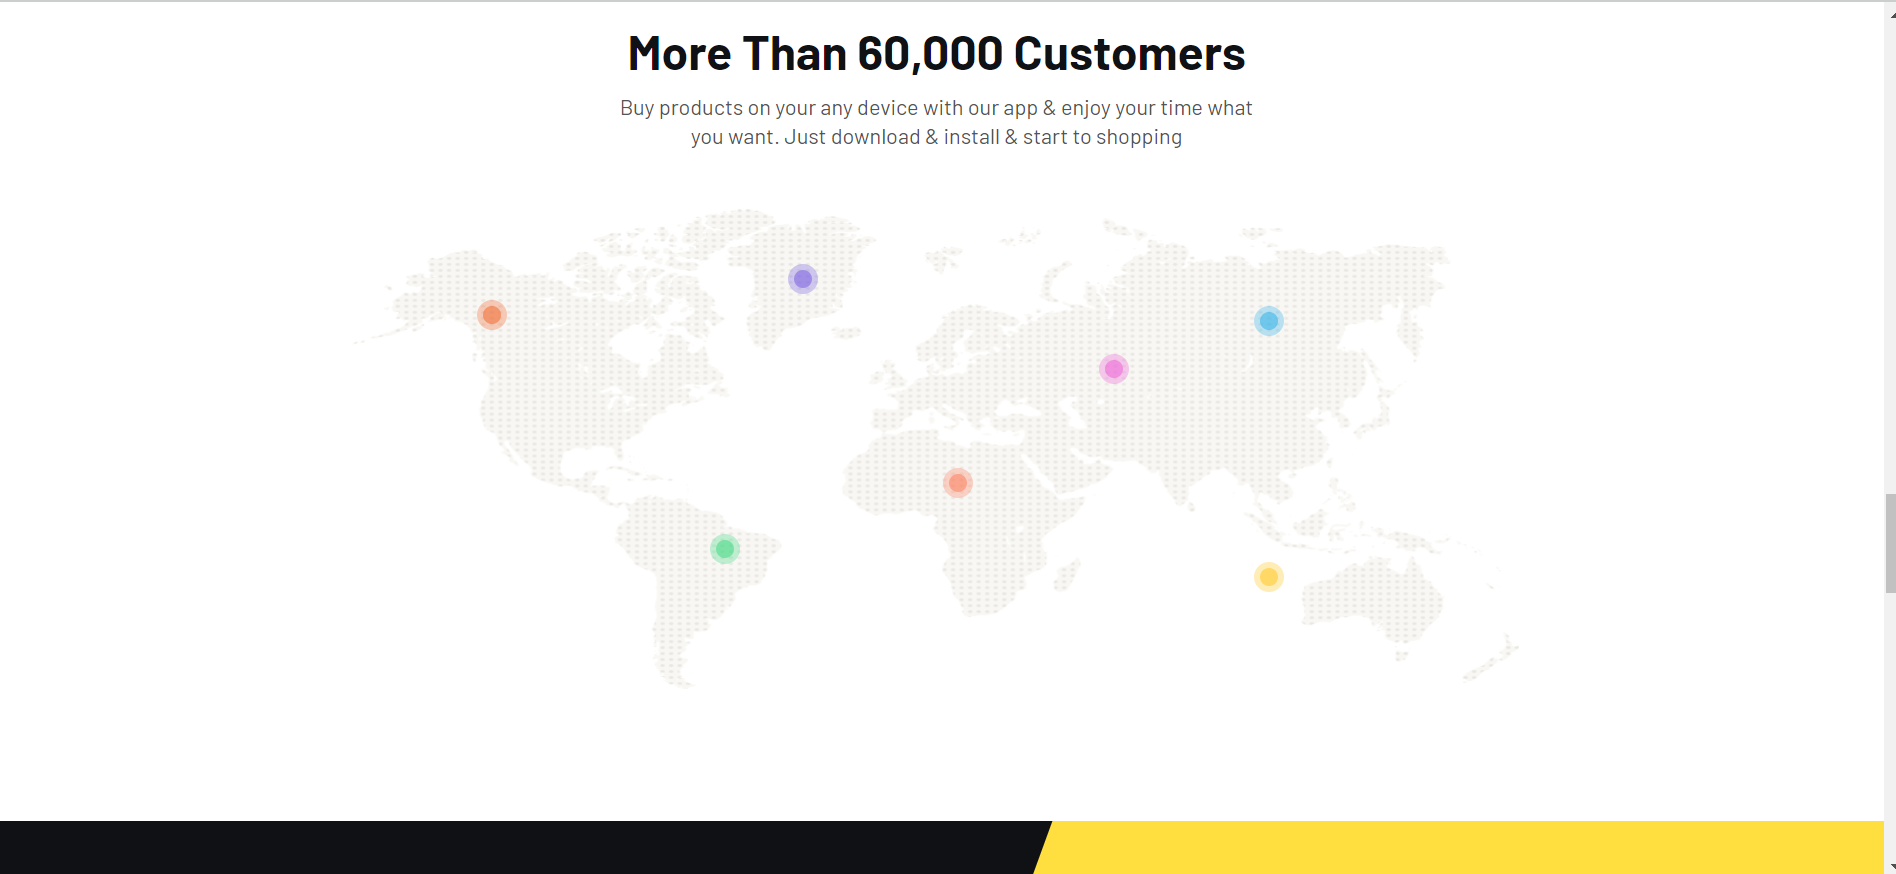 More Than 60,000 Customers
Buy products on your any device with our app & enjoy your time what
you want. Just download & install & start to shopping